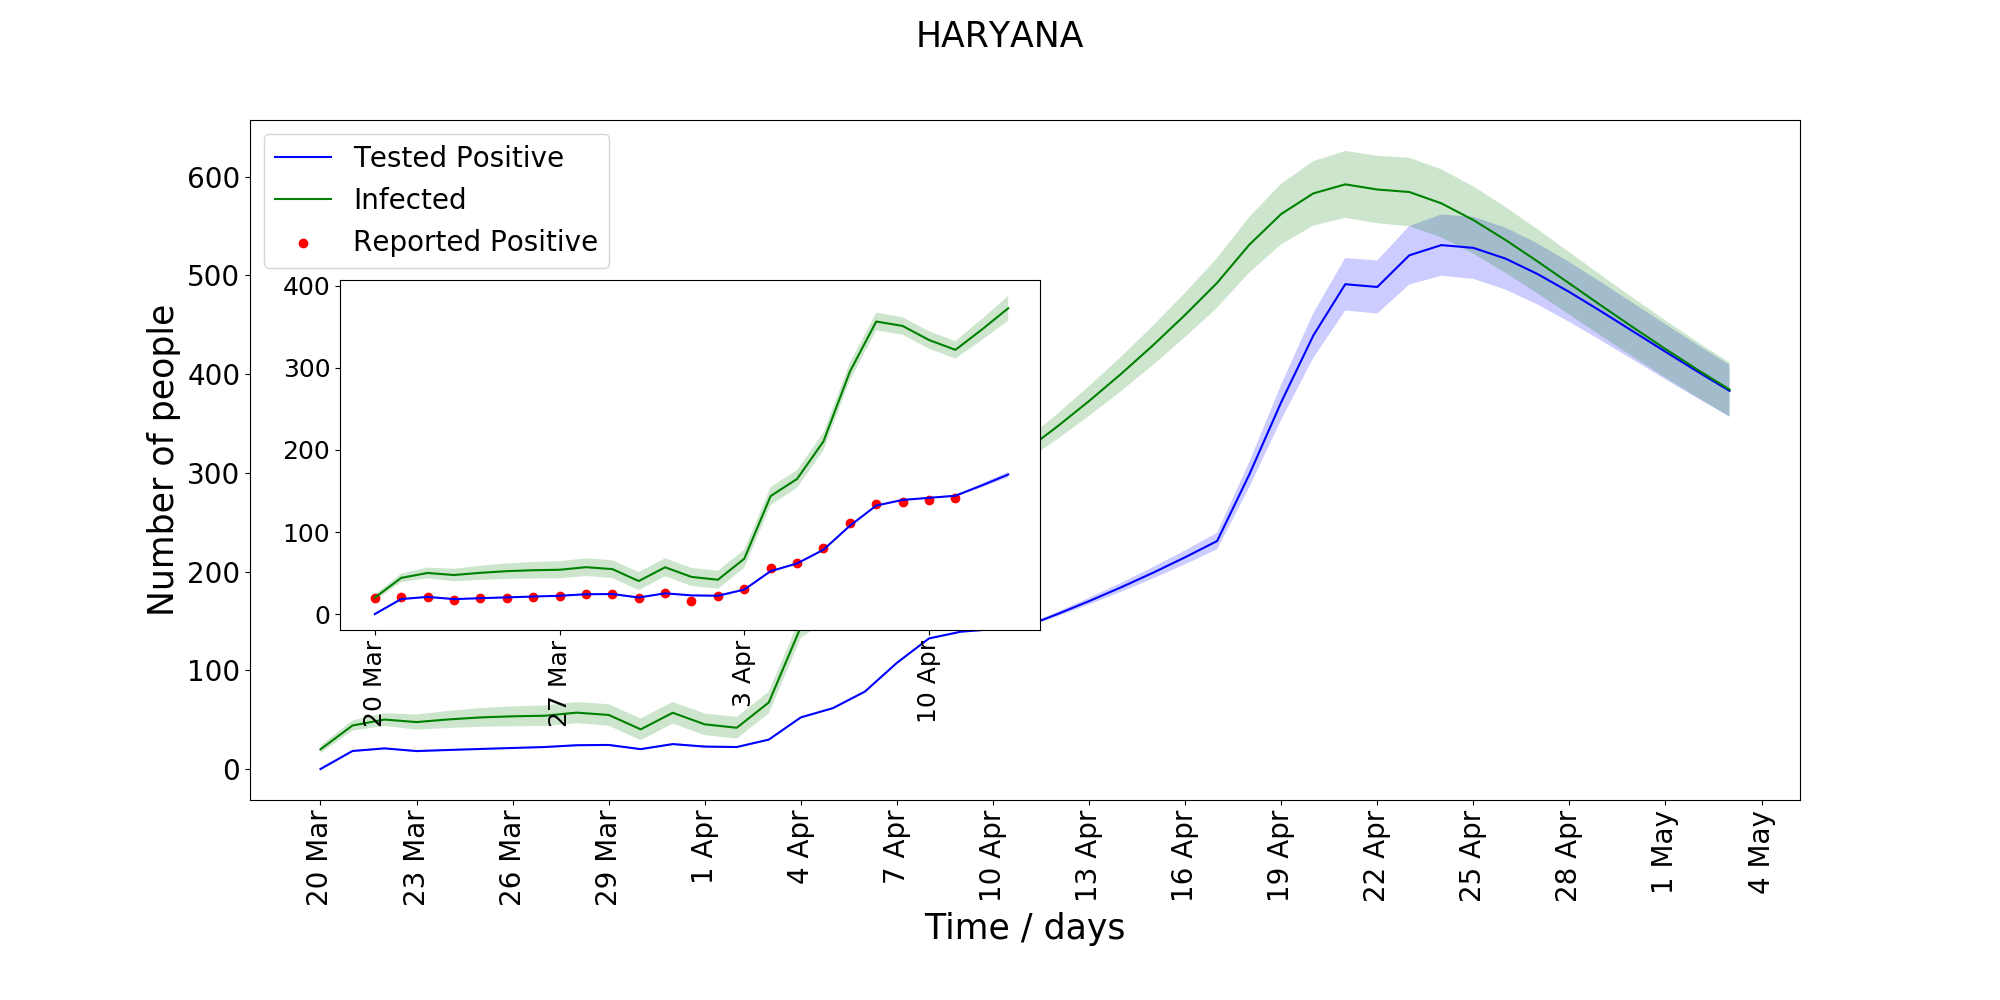 HARYANA
Tested Positive
Infected
Reported Positive
Number of people
600
500
400
300
200
100
0
400
300
200
100
0
20 Mar
27 Mar
3 Apr
10 Apr
20 Mar
23 Mar
26 Mar
29 Mar
1 Apr
4 Apr
7 Apr
10 Apr
13 Apr
16 Apr
19 Apr
22 Apr
25 Apr
28 Apr
1 May
4 May
Time / days